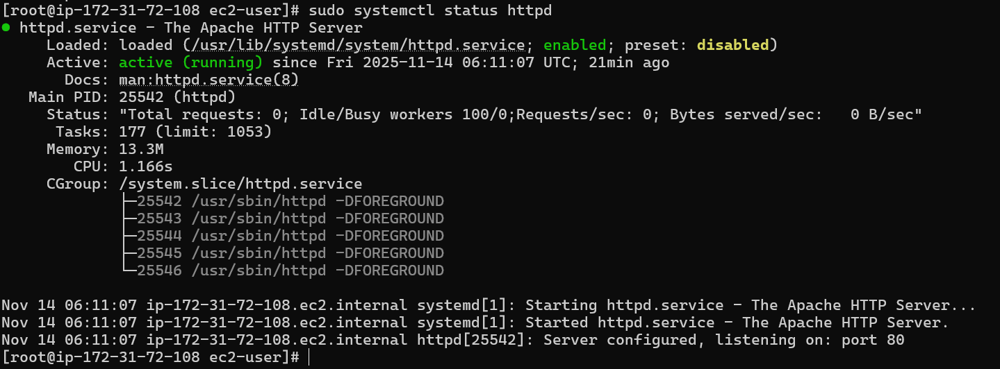 [root@ip-172-31-72-108 ec2-user]# sudo systemctl status httpd
● httpd.service - The Apache HTTP Server
     Loaded: loaded (/usr/lib/systemd/system/httpd.service; enabled; preset: disabled)
     Active: active (running) since Fri 2025-11-14 06:11:07 UTC; 21min ago
       Docs: man:httpd.service(8)
   Main PID: 25542 (httpd)
     Status: "Total requests: 0; Idle/Busy workers 100/0;Requests/sec: 0; Bytes served/sec:   0 B/sec"
      Tasks: 177 (limit: 1053)
     Memory: 13.3M
        CPU: 1.166s
     CGroup: /system.slice/httpd.service
             ├─25542 /usr/sbin/httpd -DFOREGROUND
             ├─25543 /usr/sbin/httpd -DFOREGROUND
             ├─25544 /usr/sbin/httpd -DFOREGROUND
             ├─25545 /usr/sbin/httpd -DFOREGROUND
             └─25546 /usr/sbin/httpd -DFOREGROUND

Nov 14 06:11:07 ip-172-31-72-108.ec2.internal systemd[1]: Starting httpd.service - The Apache HTTP Server...
Nov 14 06:11:07 ip-172-31-72-108.ec2.internal systemd[1]: Started httpd.service - The Apache HTTP Server.
Nov 14 06:11:07 ip-172-31-72-108.ec2.internal httpd[25542]: Server configured, listening on: port 80
[root@ip-172-31-72-108 ec2-user]#